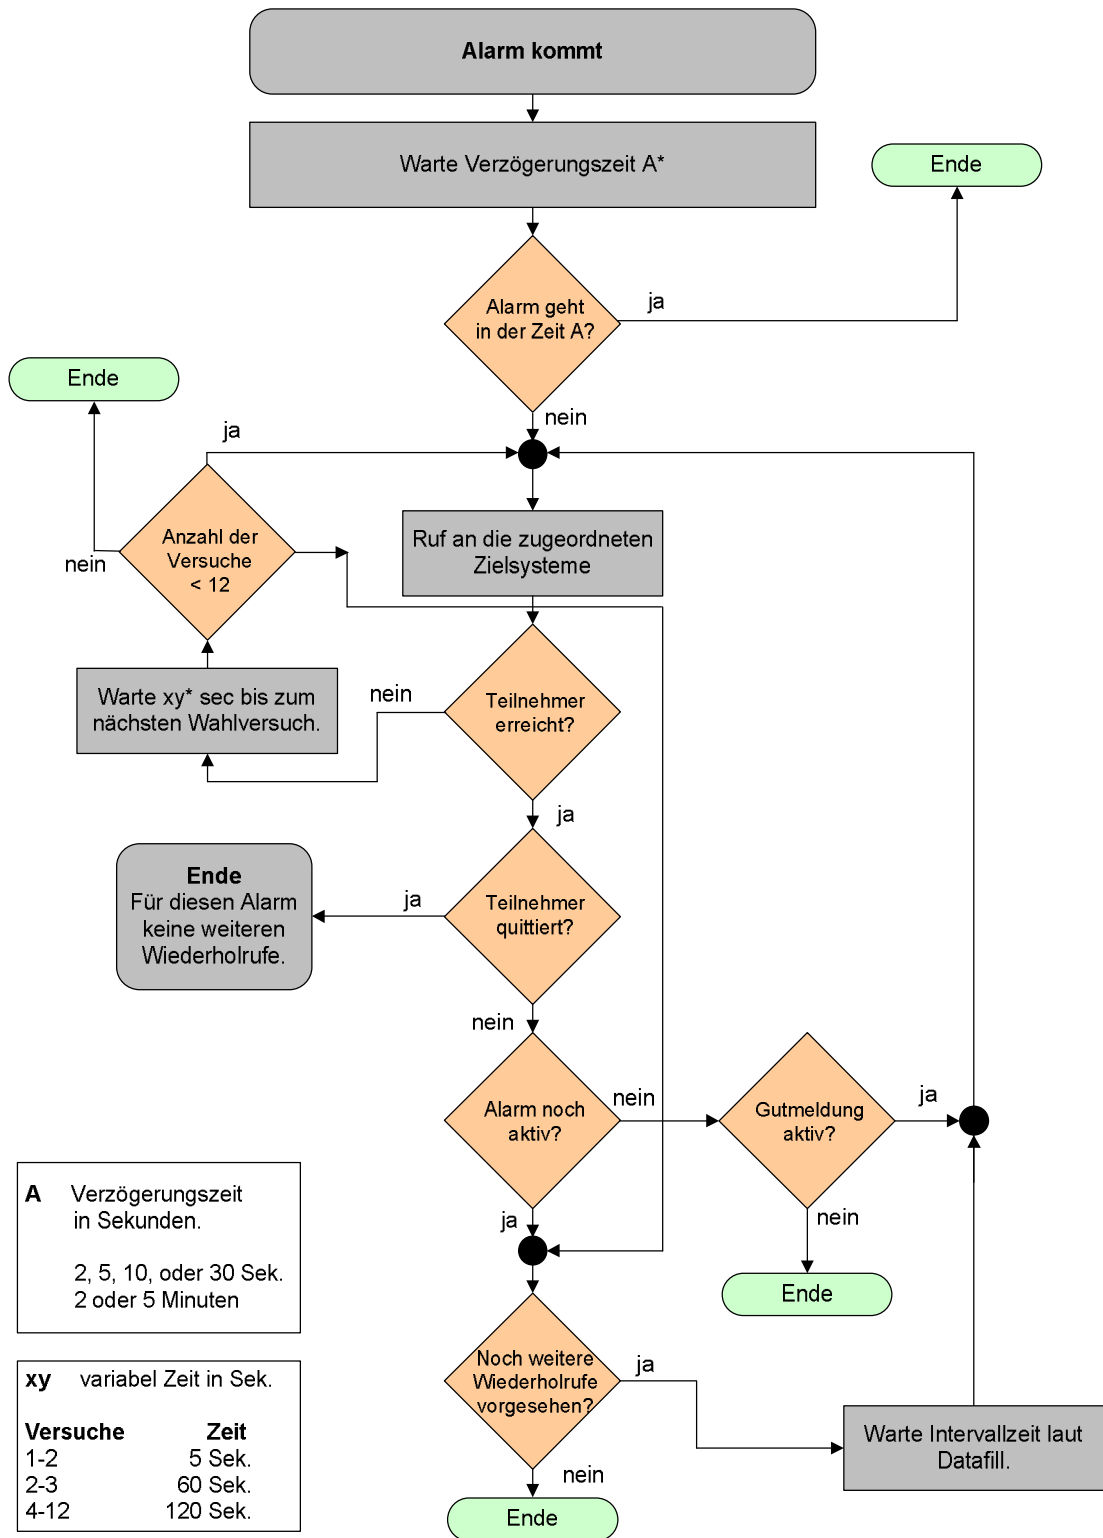 Alarm kommt
Warte Verzögerungszeit A*
Ende
Alarm geht
in der Zeit A?
ja
nein
Ende
ja
Anzahl der
Versuche
< 12
nein
Ruf an die zugeordneten
Zielsysteme
Warte xy* sec bis zum
nächsten Wahlversuch.
nein
Teilnehmer
erreicht?
ja
Ende
Für diesen Alarm
keine weiteren
Wiederholrufe.
ja
Teilnehmer
quittiert?
nein
Alarm noch
aktiv?
nein
Gutmeldung
aktiv?
ja
nein
Ende
ja
A Verzögerungszeit
in Sekunden.
2, 5, 10, oder 30 Sek.
2 oder 5 Minuten
Noch weitere
Wiederholrufe
vorgesehen?
ja
Warte Intervallzeit laut
Datafill.
nein
Ende
xy variabel Zeit in Sek.
Versuche Zeit
1-2 5 Sek.
2-3 60 Sek.
4-12 120 Sek.